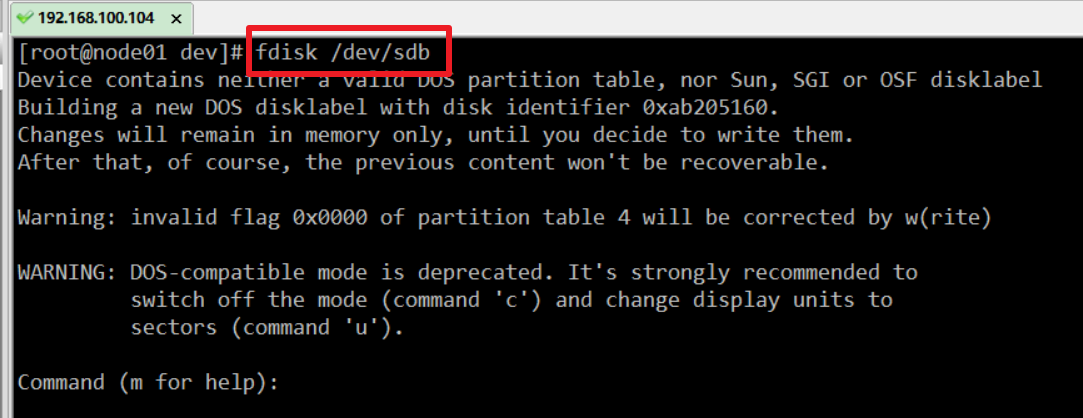 192.168.100.104 ×
[root@node01 dev]# fdisk /dev/sdb
Device contains neither a valid DOS partition table, nor Sun, SGI or OSF disklabel
Building a new DOS disklabel with disk identifier 0xab205160.
Changes will remain in memory only, until you decide to write them.
After that, of course, the previous content won't be recoverable.
Warning: invalid flag 0x0000 of partition table 4 will be corrected by w(rite)
WARNING: DOS-compatible mode is deprecated. It's strongly recommended to
switch off the mode (command 'c') and change display units to
sectors (command 'u').
Command (m for help):